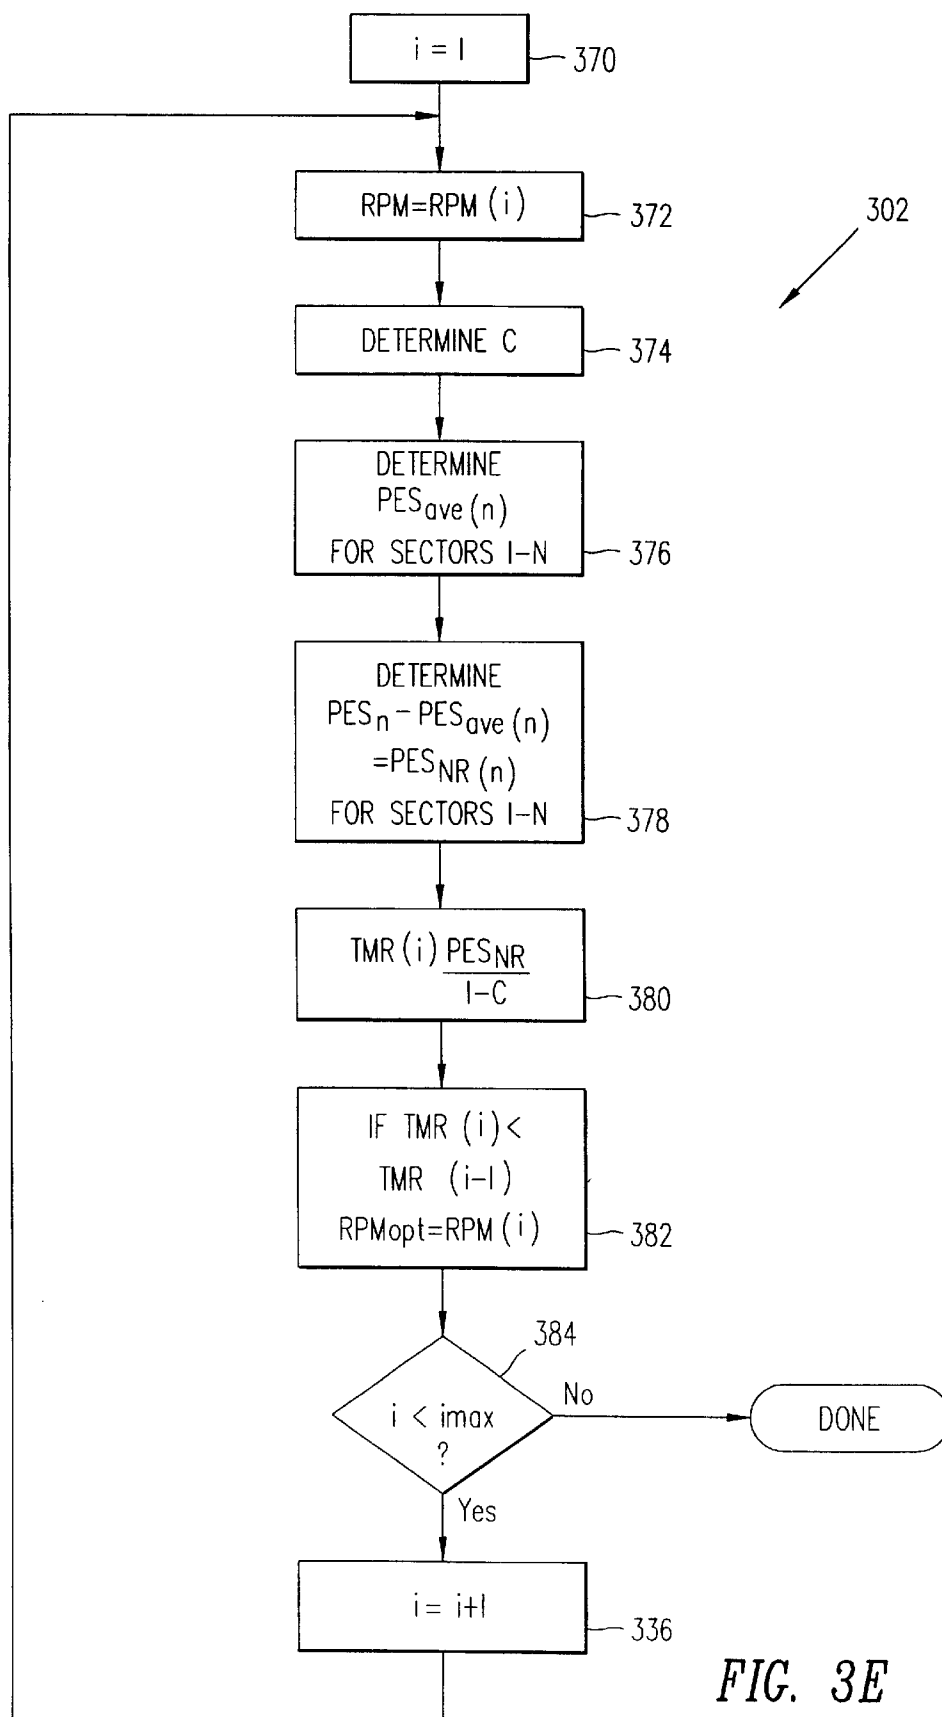 i = 1
370
RPM=RPM (i)
372
302
DETERMINE C
374
DETERMINE
PESave(n)
FOR SECTORS 1-N
376
DETERMINE
PESn - PESave(n)
=PESNR(n)
FOR SECTORS 1-N
378
TMR(i) PESNR
1-C
380
IF TMR (i)<
TMR (i-1)
RPMopt=RPM(i)
382
384
i < imax
?
No
DONE
Yes
i = i+1
336
FIG. 3E